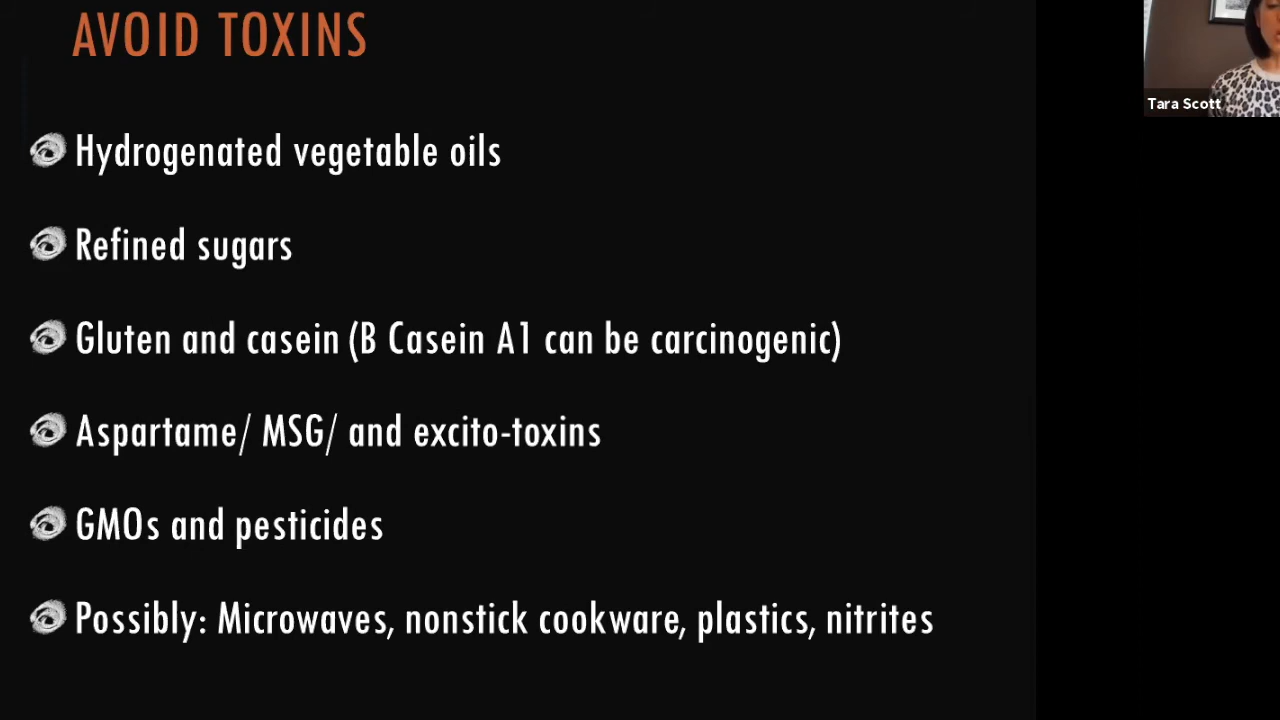 AVOID TOXINS
Tara Scott
Hydrogenated vegetable oils
Refined sugars
Gluten and casein (B Casein A1 can be carcinogenic)
Aspartame/ MSG/ and excito-toxins
GMOs and pesticides
Possibly: Microwaves, nonstick cookware, plastics, nitrites